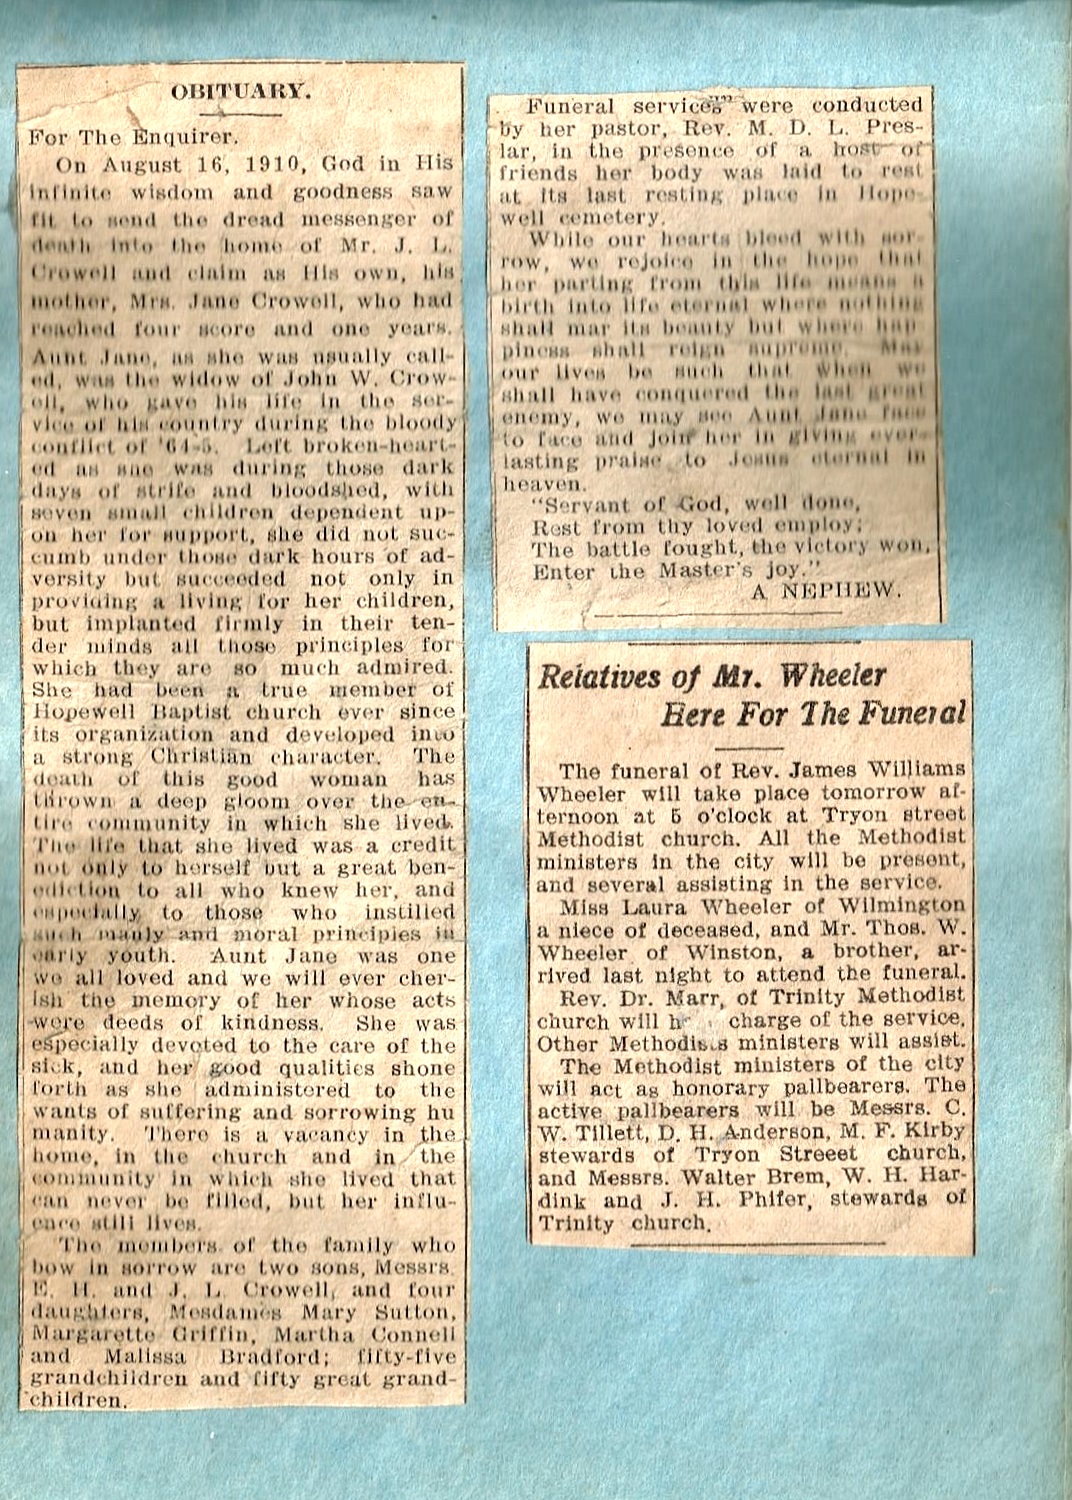 OBITUARY.
For The Enquirer.
On August 16, 1910, God in His
infinite wisdom and goodness saw
fit to send the dread messenger of
death into the home of Mr. J. L.
Crowell and claim as His own, his
mother, Mrs. Jane Crowell, who had
reached four score and one years.
Aunt Jane, as she was usually call-
ed, was the widow of John W. Crow-
ell, who gave his life in the ser-
vice of his country during the bloody
conflict of '64-5. Left broken-heart-
ed as she was during those dark
days of strife and bloodshed, with
seven small children dependent up-
on her for support, she did not suc-
cumb under those dark hours of ad-
versity but succeeded not only in
providing a living for her children,
but implanted firmly in their ten-
der minds all those principles for
which they are so much admired.
She had been a true member of
Hopewell Baptist church ever since
its organization and developed into
a strong Christian character. The
death of this good woman has
thrown a deep gloom over the en-
tire community in which she lived.
The life that she lived was a credit
not only to herself but a great ben-
ediction to all who knew her, and
especially to those who instilled
such manly and moral principles in
early youth. Aunt Jane was one
we all loved and we will ever cher-
ish the memory of her whose acts
were deeds of kindness. She was
especially devoted to the care of the
sick, and her good qualities shone
forth as she administered to the
wants of suffering and sorrowing hu
manity. There is a vacancy in the
home, in the church and in the
community in which she lived that
can never be filled, but her influ-
ence still lives.
The members of the family who
bow in sorrow are two sons, Messrs.
E. H. and J. L. Crowell, and four
daughters, Mesdames Mary Sutton,
Margarette Griffin, Martha Connell
and Malissa Bradford; fifty-five
grandchildren and fifty great grand-
children.
Funeral services were conducted
by her pastor, Rev. M. D. L. Pres-
lar, in the presence of a host of
friends her body was laid to rest
at its last resting place in Hope-
well cemetery.
While our hearts bleed with sor-
row, we rejoice in the hope that
her parting from this life means a
birth into life eternal where nothing
shall mar its beauty but where hap
piness shall reign supreme. May
our lives be such that when we
shall have conquered the last great
enemy, we may see Aunt Jane face
to face and join her in giving ever-
lasting praise to Jesus eternal in
heaven.
"Servant of God, well done,
Rest from thy loved employ;
The battle fought, the victory won,
Enter the Master's joy."
A NEPHEW.
Relatives of Mr. Wheeler
Here For The Funeral
The funeral of Rev. James Williams
Wheeler will take place tomorrow af-
ternoon at 5 o'clock at Tryon street
Methodist church. All the Methodist
ministers in the city will be present,
and several assisting in the service.
Miss Laura Wheeler of Wilmington
a niece of deceased, and Mr. Thos. W.
Wheeler of Winston, a brother, ar-
rived last night to attend the funeral.
Rev. Dr. Marr, of Trinity Methodist
church will charge of the service.
Other Methodists ministers will assist.
The Methodist ministers of the city
will act as honorary pallbearers. The
active pallbearers will be Messrs. C.
W. Tillett, D. H. Anderson, M. F. Kirby
stewards of Tryon Streeet church,
and Messrs. Walter Brem, W. H. Har-
dink and J. H. Phifer, stewards of
Trinity church.